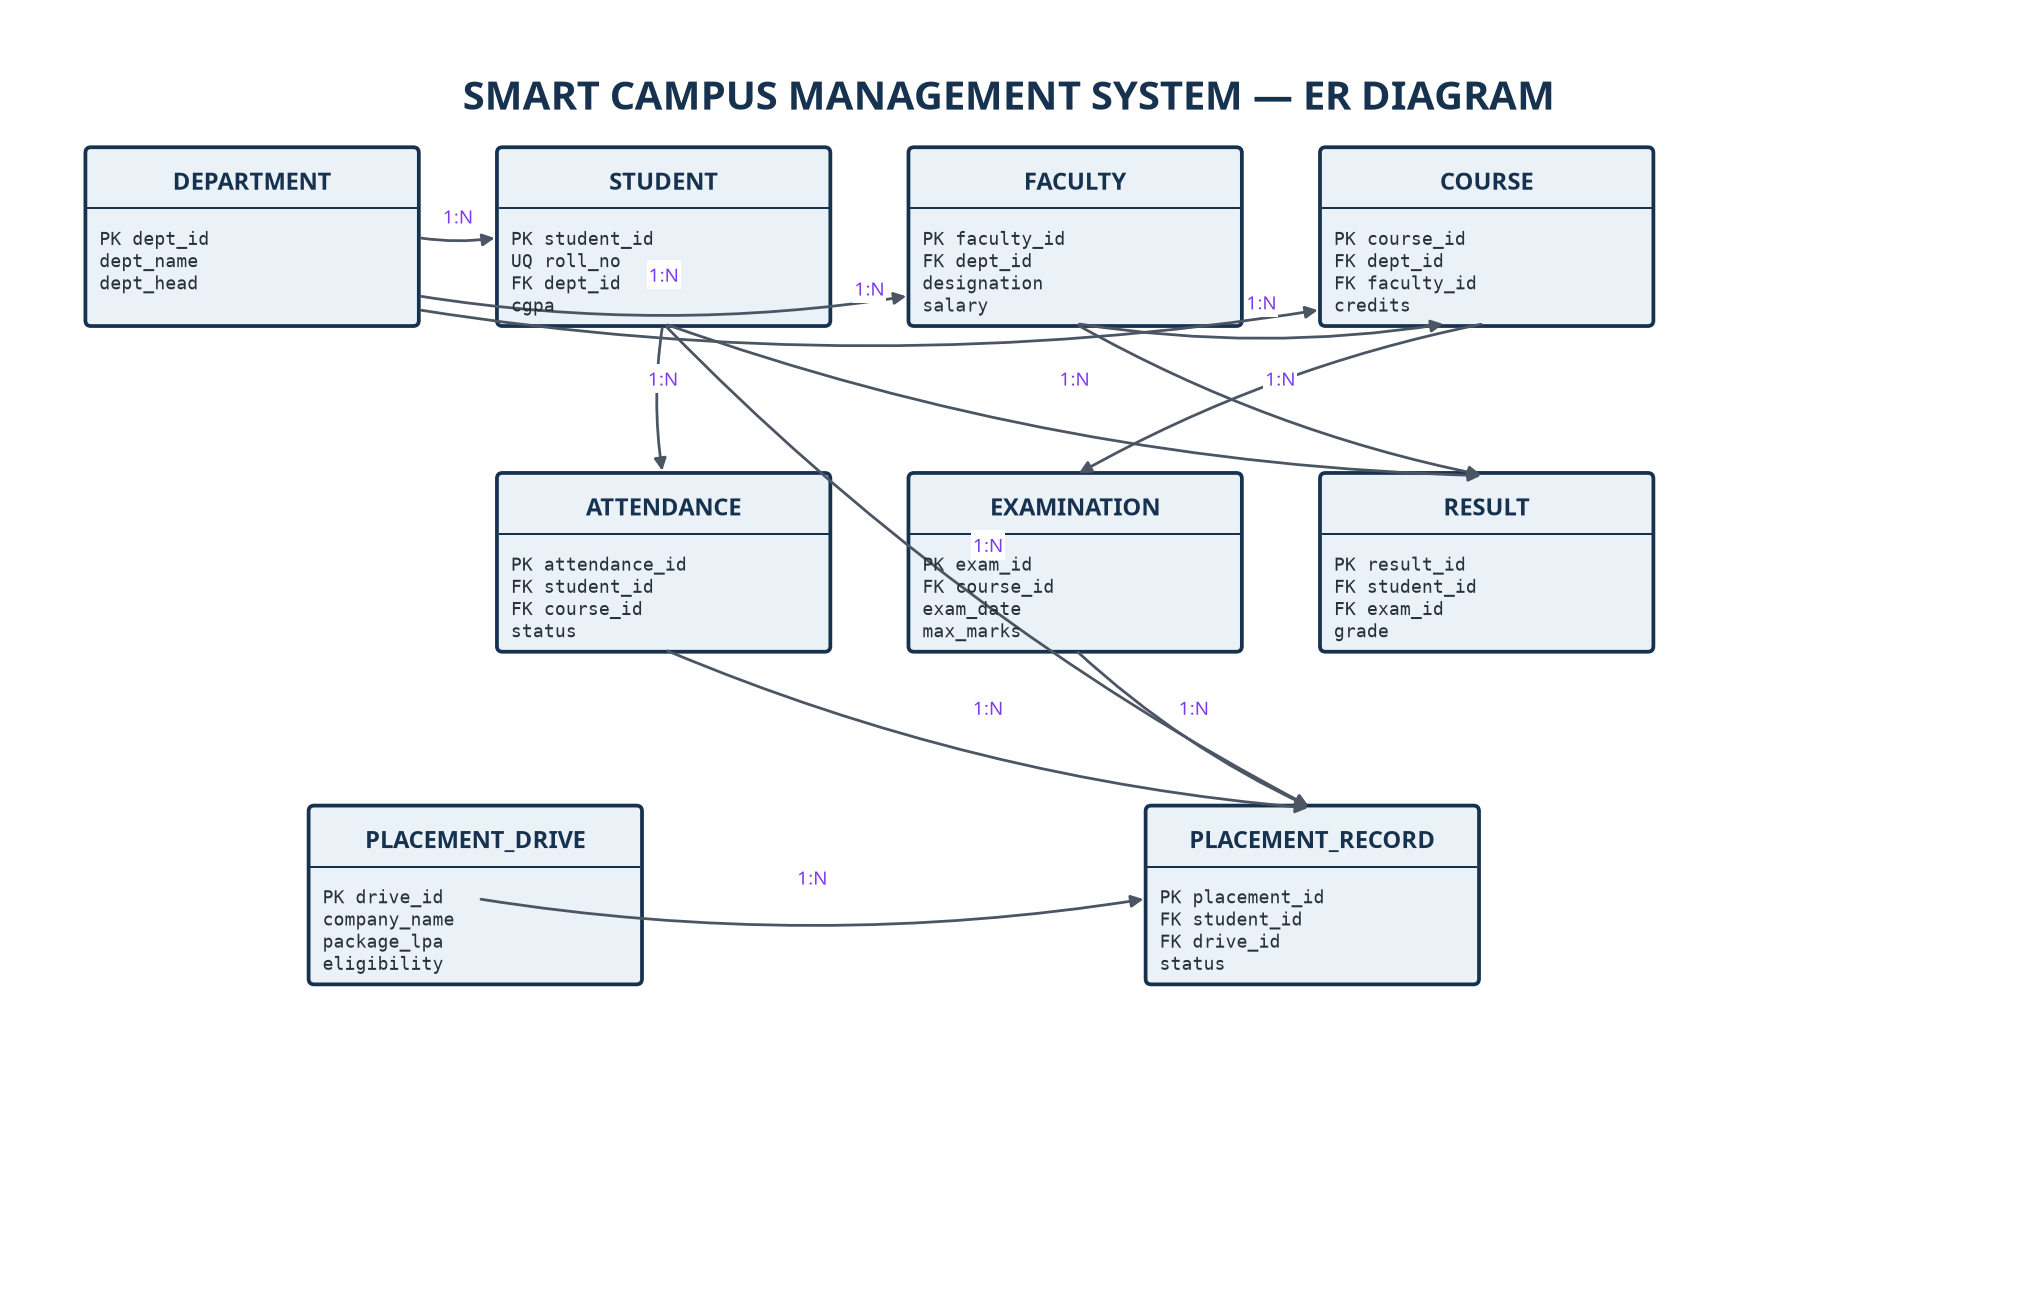 SMART CAMPUS MANAGEMENT SYSTEM — ER DIAGRAM
DEPARTMENT
PK dept_id
dept_name
dept_head
1:N
STUDENT
PK student_id
UQ roll_no
FK dept_id
cgpa
1:N
1:N
FACULTY
PK faculty_id
FK dept_id
designation
salary
1:N
COURSE
PK course_id
FK dept_id
FK faculty_id
credits
1:N
1:N
1:N
ATTENDANCE
PK attendance_id
FK student_id
FK course_id
status
EXAMINATION
1:N
PK exam_id
FK course_id
exam_date
max_marks
RESULT
PK result_id
FK student_id
FK exam_id
grade
1:N
1:N
PLACEMENT_DRIVE
PK drive_id
company_name
package_lpa
eligibility
1:N
PLACEMENT_RECORD
PK placement_id
FK student_id
FK drive_id
status